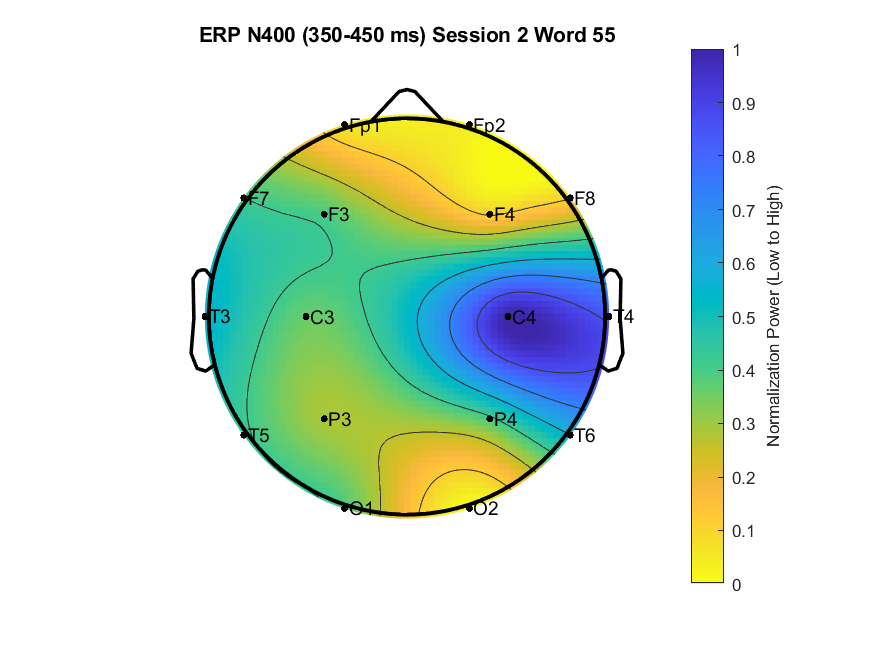 ERP N400 (350-450 ms) Session 2 Word 55
Fp1 Fp2
F7 F8
F3 F4
T3 C3 C4 T4
P3 P4
T5 T6
O1 O2
1
0.9
0.8
0.7
0.6
0.5
0.4
0.3
0.2
0.1
0
Normalization Power (Low to High)